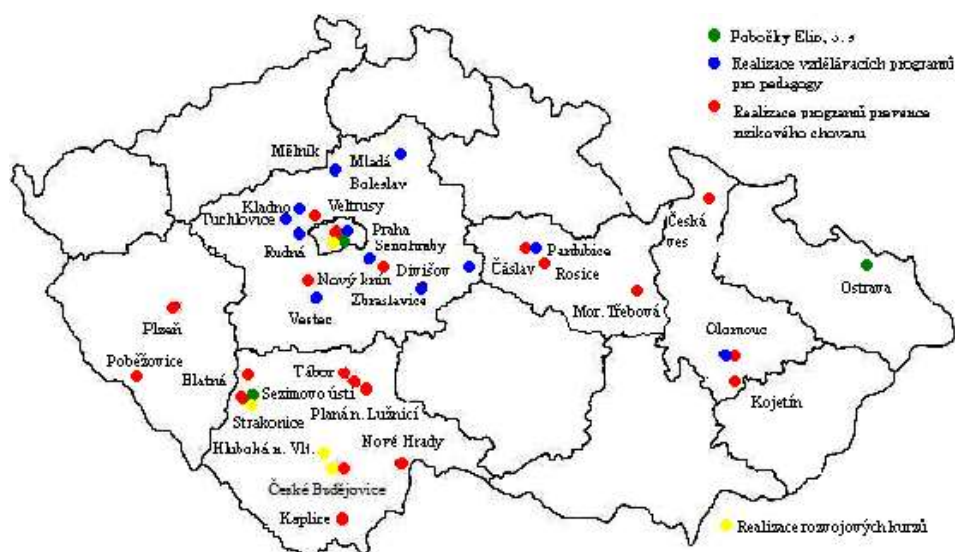 Pobočky Elio, o. s
Realizace vzdělávacích programů
pro pedagogy
Realizace programů prevence
rizikového chovaní
Mělník
Mladá
Boleslav
Kladno
Veltrusy
Tuchlovice
Praha
Rudná
Senohraby
Pardubice
Česká
ves
Nový knín
Divišov
Čáslav
Rosice
Zbraslavice
Ostrava
Vestec
Mor. Třebová
Plzeň
Olomouc
Poběžovice
Blatná
Tábor
Sezimovo ústí
Planá n. Lužnicí
Kojetín
Strakonice
Hluboká n. Vlt.
Nové Hrady
České Budějovice
Kaplice
Realizace rozvojových kurzů